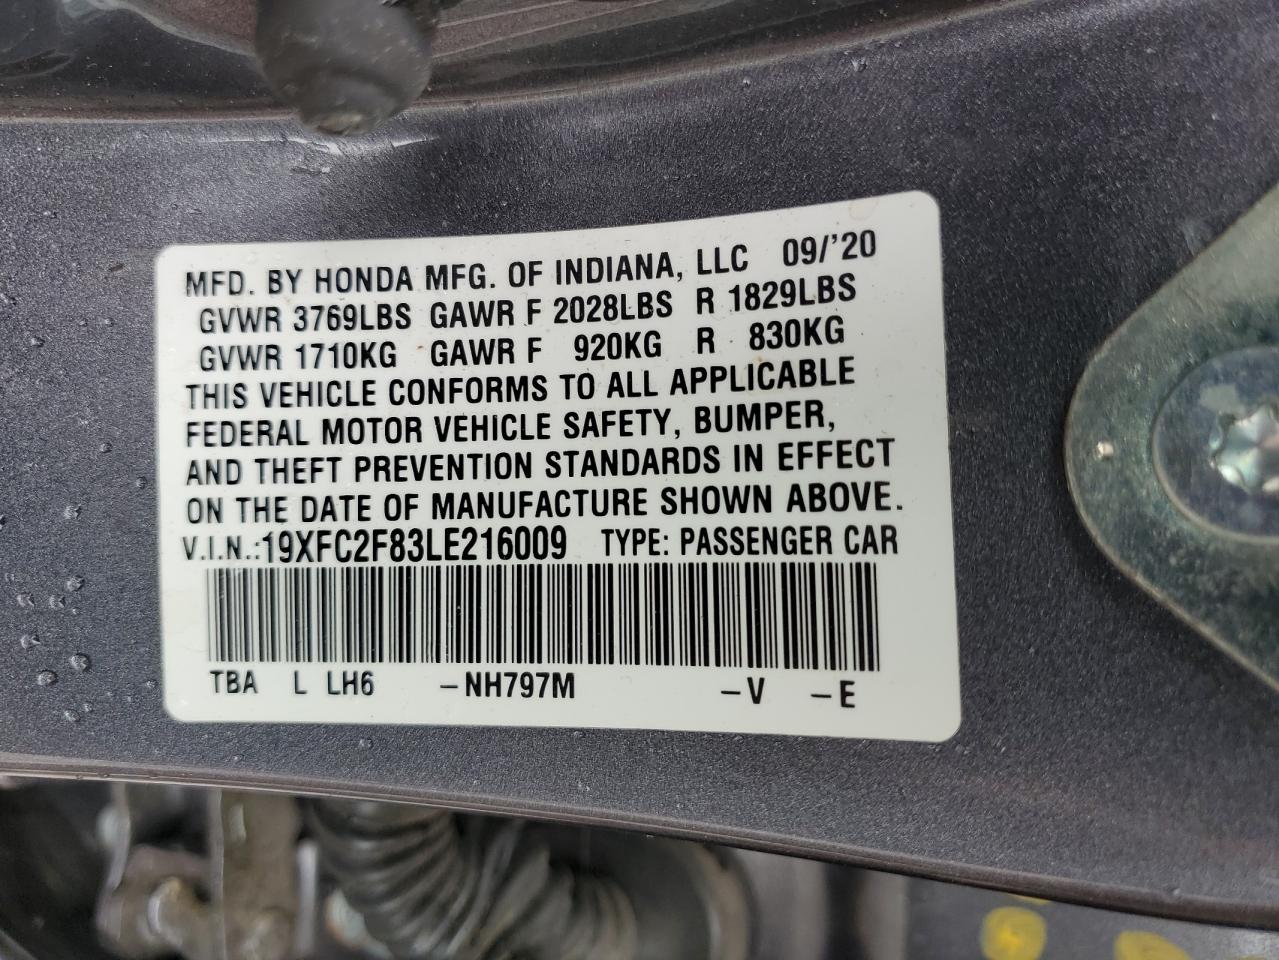 MFD. BY HONDA MFG. OF INDIANA, LLC 09/'20
GVWR 3769LBS GAWR F 2028LBS R 1829LBS
GVWR 1710KG GAWR F 920KG R 830KG
THIS VEHICLE CONFORMS TO ALL APPLICABLE
FEDERAL MOTOR VEHICLE SAFETY, BUMPER,
AND THEFT PREVENTION STANDARDS IN EFFECT
ON THE DATE OF MANUFACTURE SHOWN ABOVE.
V.I.N.:19XFC2F83LE216009 TYPE: PASSENGER CAR
TBA L LH6 -NH797M -V -E